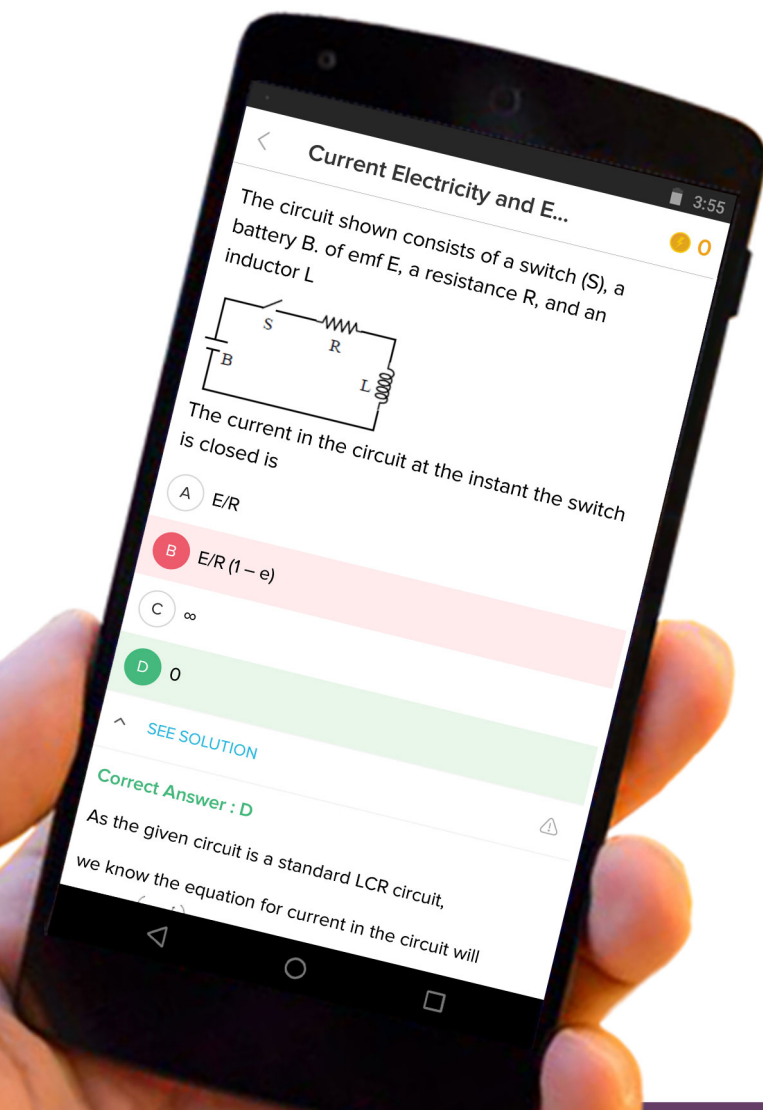 3:55
Current Electricity and E...
0
The circuit shown consists of a switch (S), a
battery B. of emf E, a resistance R, and an
inductor L
S
R
B
L
The current in the circuit at the instant the switch
is closed is
A E/R
B E/R (1 – e)
C ∞
D 0
SEE SOLUTION
Correct Answer : D
As the given circuit is a standard LCR circuit,
we know the equation for current in the circuit will